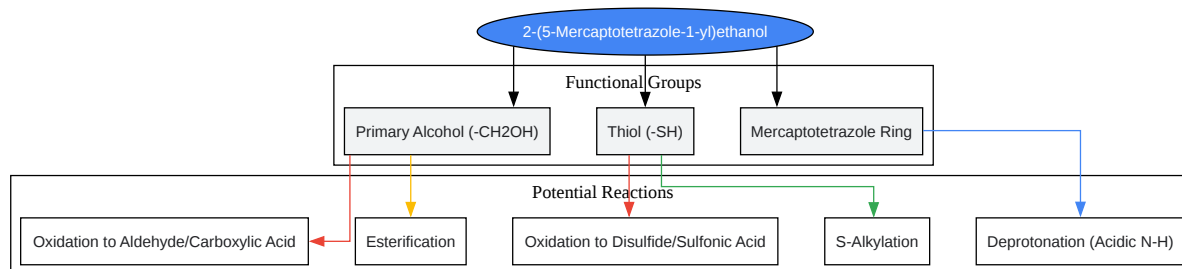 2-(5-Mercaptotetrazole-1-yl)ethanol
Functional Groups
Primary Alcohol (-CH2OH)
Thiol (-SH)
Mercaptotetrazole Ring
Potential Reactions
Oxidation to Aldehyde/Carboxylic Acid
Esterification
Oxidation to Disulfide/Sulfonic Acid
S-Alkylation
Deprotonation (Acidic N-H)